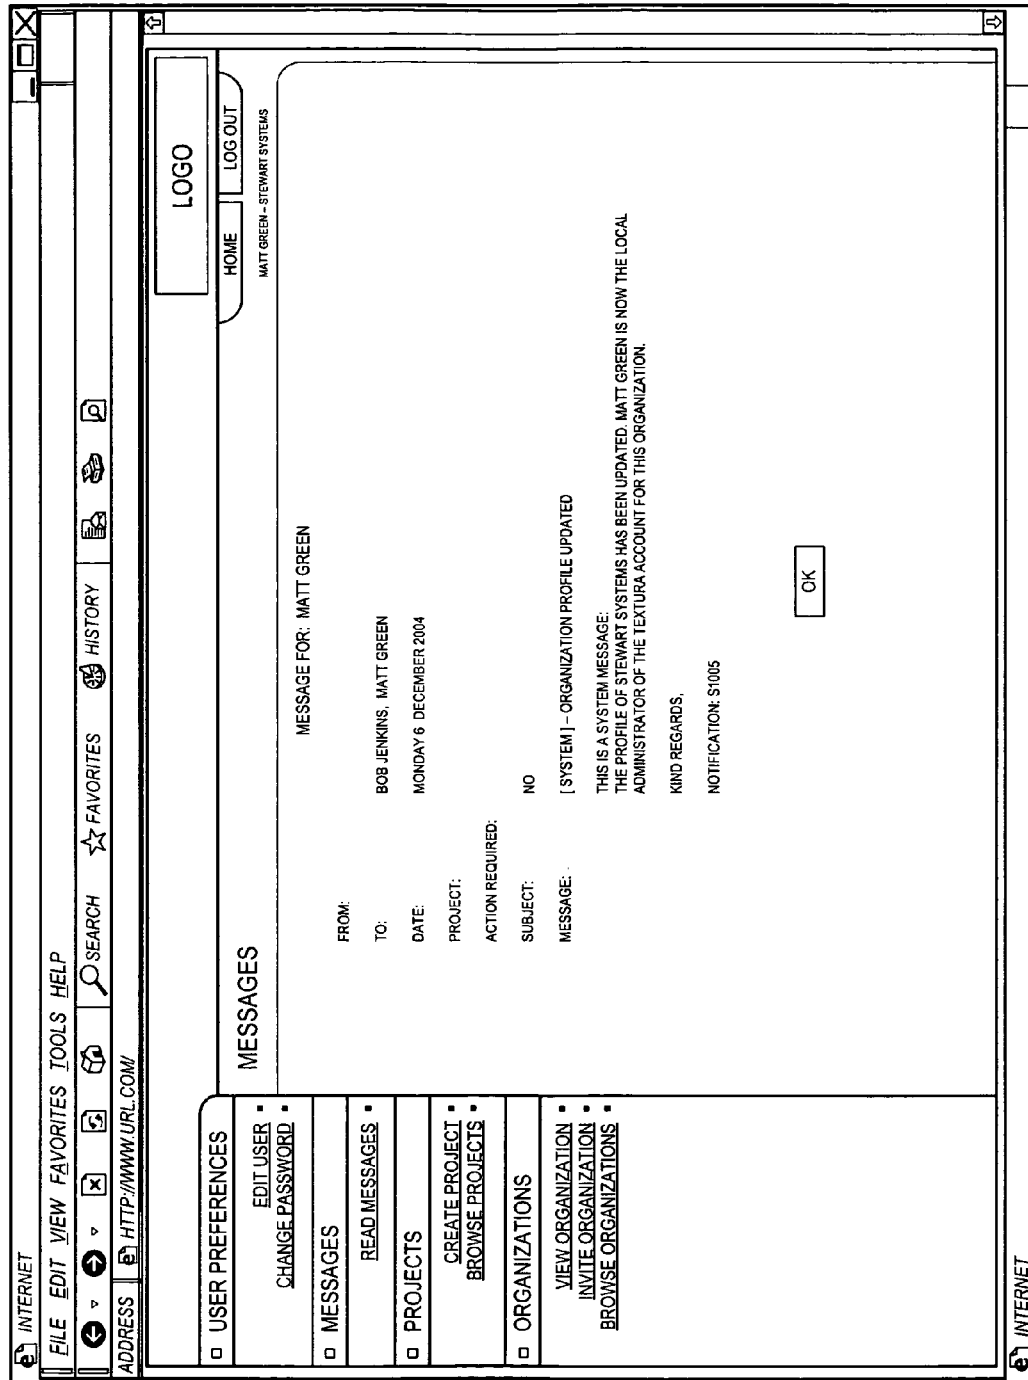 INTERNET
FILE EDIT VIEW FAVORITES TOOLS HELP
SEARCH FAVORITES HISTORY
ADDRESS HTTP://WWW.URL.COM/
LOGO
HOME LOG OUT
MATT GREEN – STEWART SYSTEMS
USER PREFERENCES
EDIT USER
CHANGE PASSWORD
MESSAGES
READ MESSAGES
PROJECTS
CREATE PROJECT
BROWSE PROJECTS
ORGANIZATIONS
VIEW ORGANIZATION
INVITE ORGANIZATION
BROWSE ORGANIZATIONS
MESSAGES
MESSAGE FOR: MATT GREEN
FROM:
TO: BOB JENKINS, MATT GREEN
DATE: MONDAY 6 DECEMBER 2004
PROJECT:
ACTION REQUIRED:
SUBJECT: NO
MESSAGE: [SYSTEM] – ORGANIZATION PROFILE UPDATED
THIS IS A SYSTEM MESSAGE:
THE PROFILE OF STEWART SYSTEMS HAS BEEN UPDATED. MATT GREEN IS NOW THE LOCAL
ADMINISTRATOR OF THE TEXTURA ACCOUNT FOR THIS ORGANIZATION.
KIND REGARDS,
NOTIFICATION: S1005
OK
INTERNET